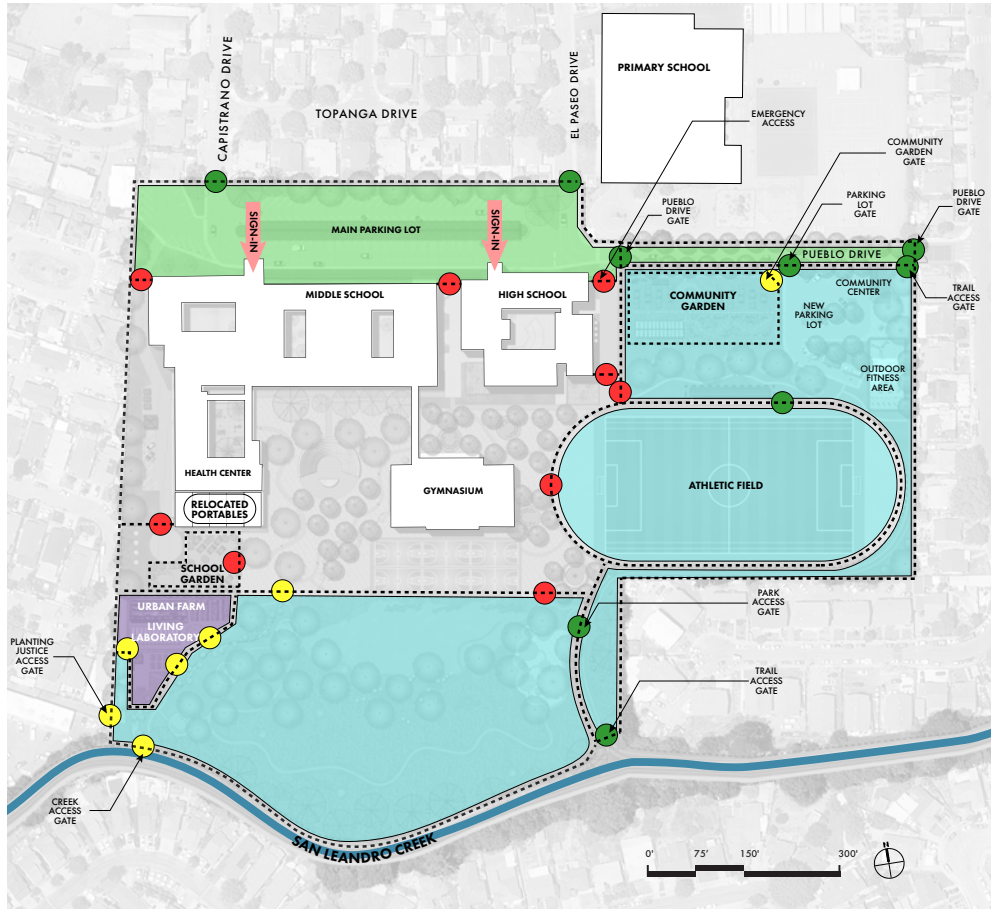 CAPISTRANO DRIVE
TOPANGA DRIVE
EL PASEO DRIVE
PRIMARY SCHOOL
EMERGENCY
ACCESS
COMMUNITY
GARDEN
GATE
PARKING
LOT
GATE
PUEBLO
DRIVE
GATE
PUEBLO
DRIVE
GATE
SIGN-IN
MAIN PARKING LOT
SIGN-IN
PUEBLO DRIVE
MIDDLE SCHOOL
HIGH SCHOOL
COMMUNITY
GARDEN
COMMUNITY
CENTER
TRAIL
ACCESS
GATE
NEW
PARKING
LOT
OUTDOOR
FITNESS
AREA
HEALTH CENTER
GYMNASIUM
ATHLETIC FIELD
RELOCATED
PORTABLES
SCHOOL
GARDEN
URBAN FARM
LIVING
LABORATORY
PARK
ACCESS
GATE
PLANTING
JUSTICE
ACCESS
GATE
TRAIL
ACCESS
GATE
CREEK
ACCESS
GATE
SAN LEANDRO CREEK
0' 75' 150' 300'
N